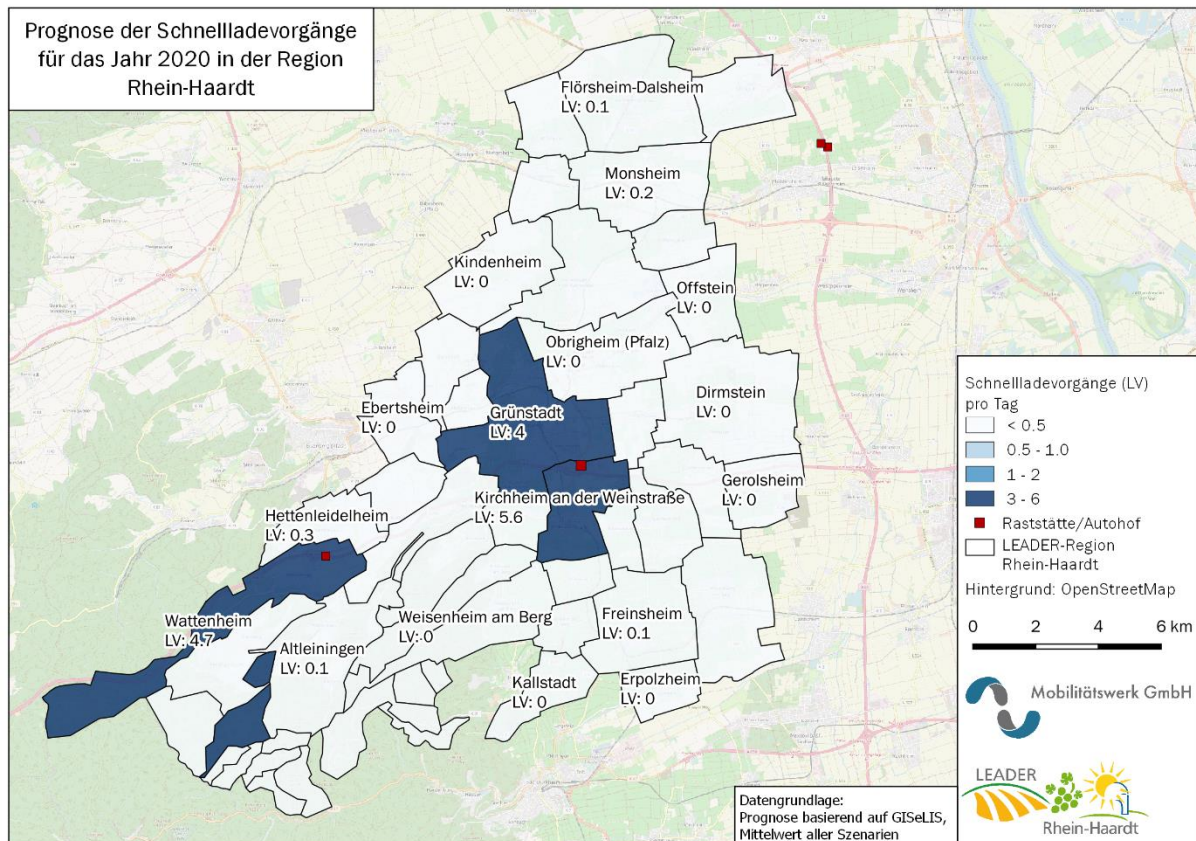 Prognose der Schnellladevorgänge
für das Jahr 2020 in der Region
Rhein-Haardt
Flörsheim-Dalsheim
LV: 0.1
Monsheim
LV: 0.2
Kindenheim
LV: 0
Offstein
LV: 0
Obrigheim (Pfalz)
LV: 0
Dirmstein
LV: 0
Ebertsheim
LV: 0
Grünstadt
LV: 4
Gerolsheim
LV: 0
Kirchheim an der Weinstraße
LV: 5.6
Hettenleidelheim
LV: 0.3
Wattenheim
LV: 4.7
Altleiningen
LV: 0.1
Weisenheim am Berg
LV: 0
Freinsheim
LV: 0.1
Kallstadt
LV: 0
Erpolzheim
LV: 0
Schnellladevorgänge (LV)
pro Tag
< 0.5
0.5 - 1.0
1 - 2
3 - 6
Raststätte/Autohof
LEADER-Region
Rhein-Haardt
Hintergrund: OpenStreetMap
0 2 4 6 km
Mobilitätswerk GmbH
LEADER
Rhein-Haardt
Datengrundlage:
Prognose basierend auf GISeLIS,
Mittelwert aller Szenarien